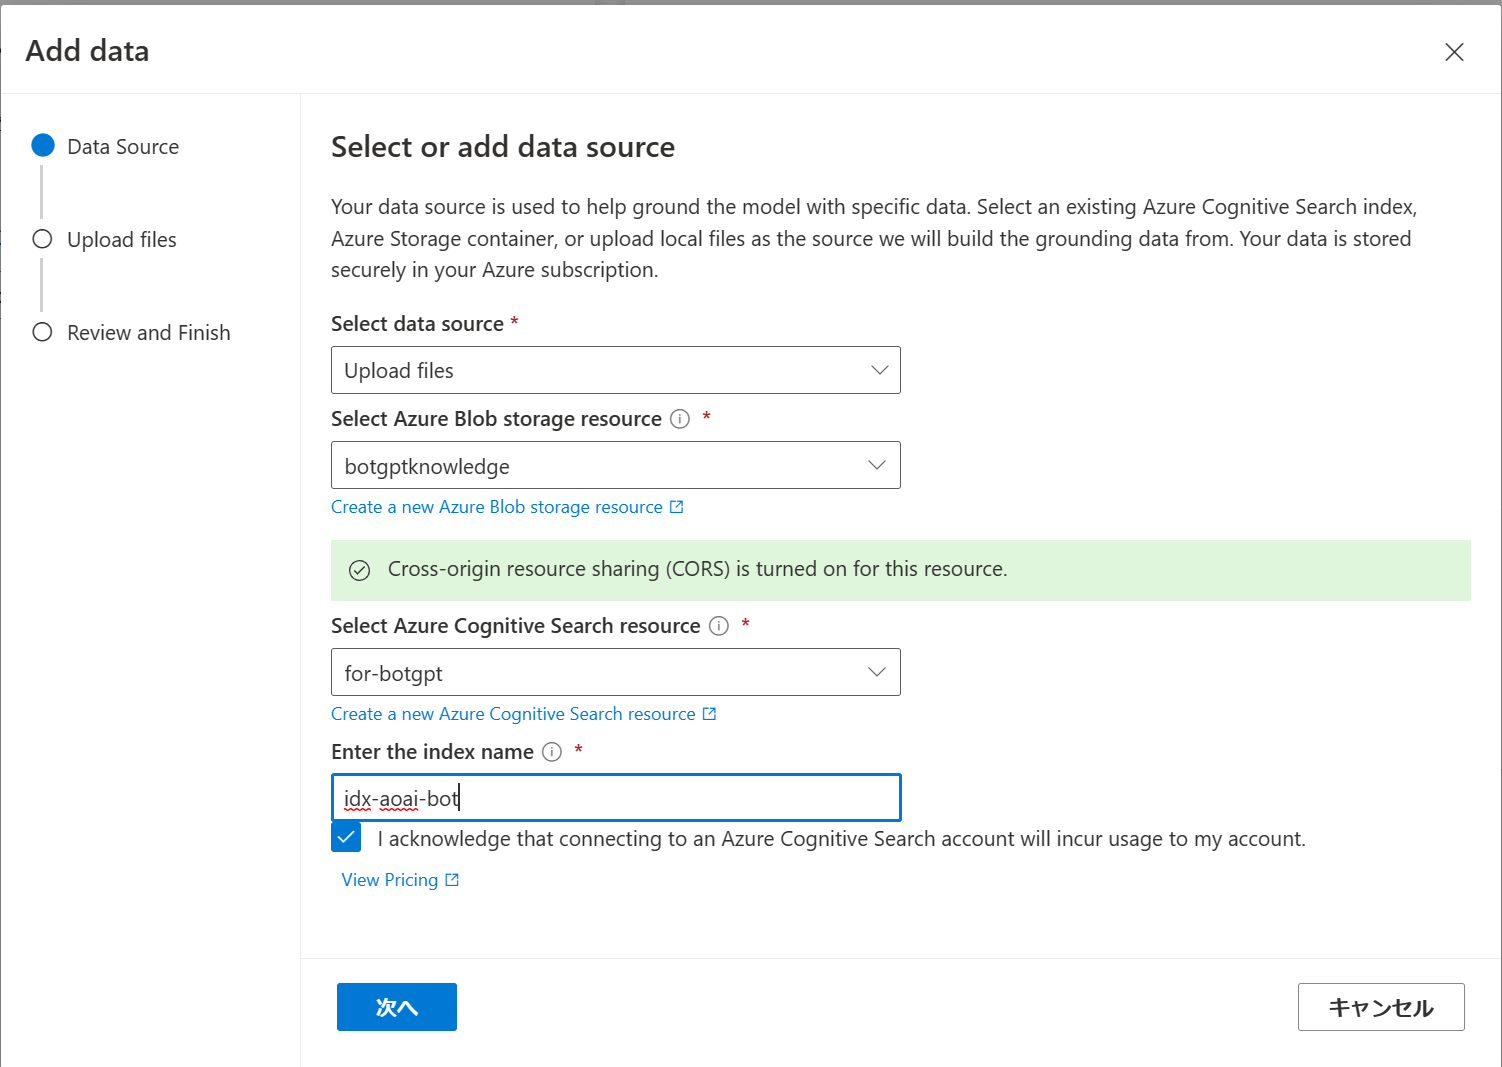 Add data
Data Source
Upload files
Review and Finish
Select or add data source
Your data source is used to help ground the model with specific data. Select an existing Azure Cognitive Search index,
Azure Storage container, or upload local files as the source we will build the grounding data from. Your data is stored
securely in your Azure subscription.
Select data source *
Upload files
Select Azure Blob storage resource *
botgptknowledge
Create a new Azure Blob storage resource
Cross-origin resource sharing (CORS) is turned on for this resource.
Select Azure Cognitive Search resource *
for-botgpt
Create a new Azure Cognitive Search resource
Enter the index name *
idx-aoai-bot
I acknowledge that connecting to an Azure Cognitive Search account will incur usage to my account.
View Pricing
次へ
キャンセル